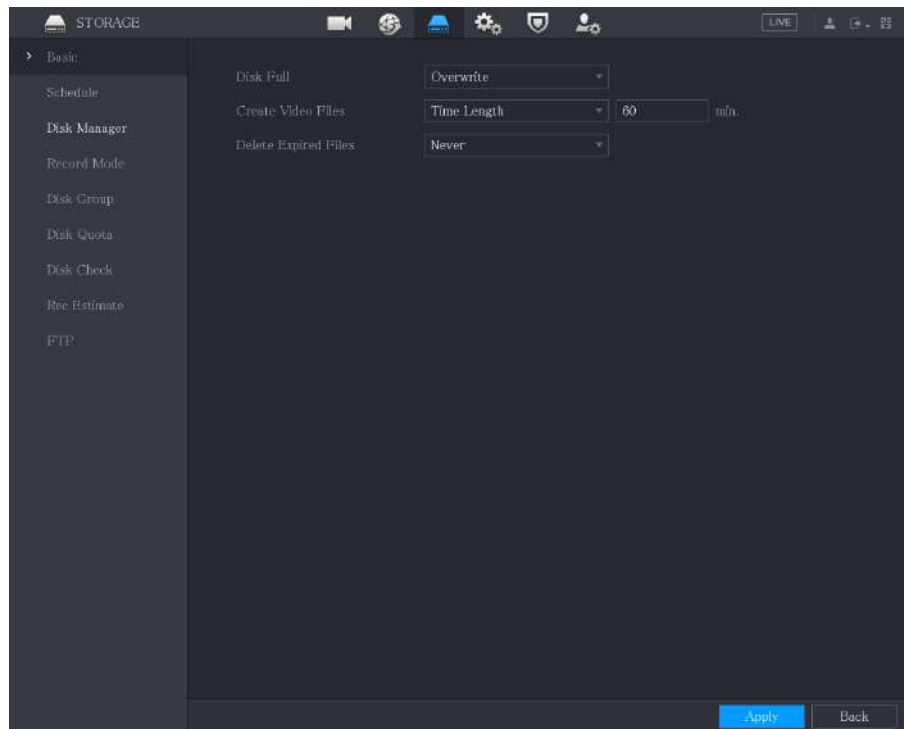 STORAGE
LIVE
Basic
Schedule
Disk Manager
Record Mode
Disk Group
Disk Quota
Disk Check
Rec Estimate
FTP
Disk Full
Overwrite
Create Video Files
Time Length
60
min.
Delete Expired Files
Never
Apply
Back